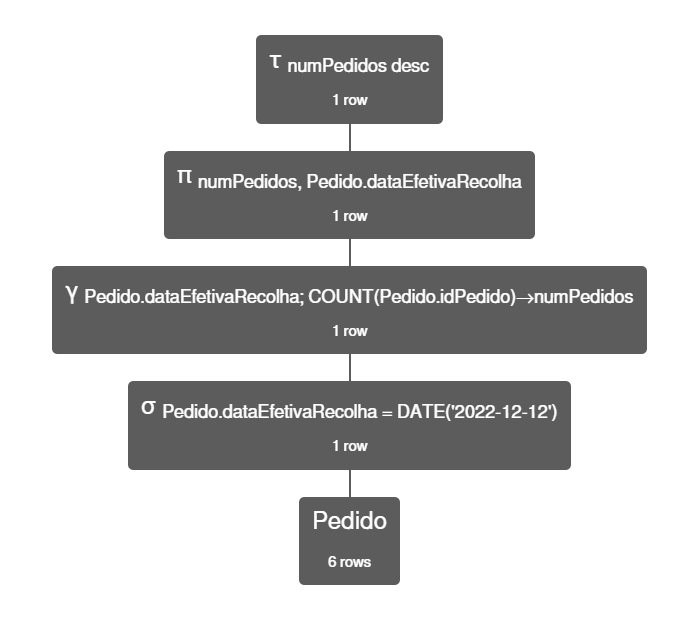 τ numPedidos desc
1 row
π numPedidos, Pedido.dataEfetivaRecolha
1 row
γ Pedido.dataEfetivaRecolha; COUNT(Pedido.idPedido)→numPedidos
1 row
σ Pedido.dataEfetivaRecolha = DATE('2022-12-12')
1 row
Pedido
6 rows